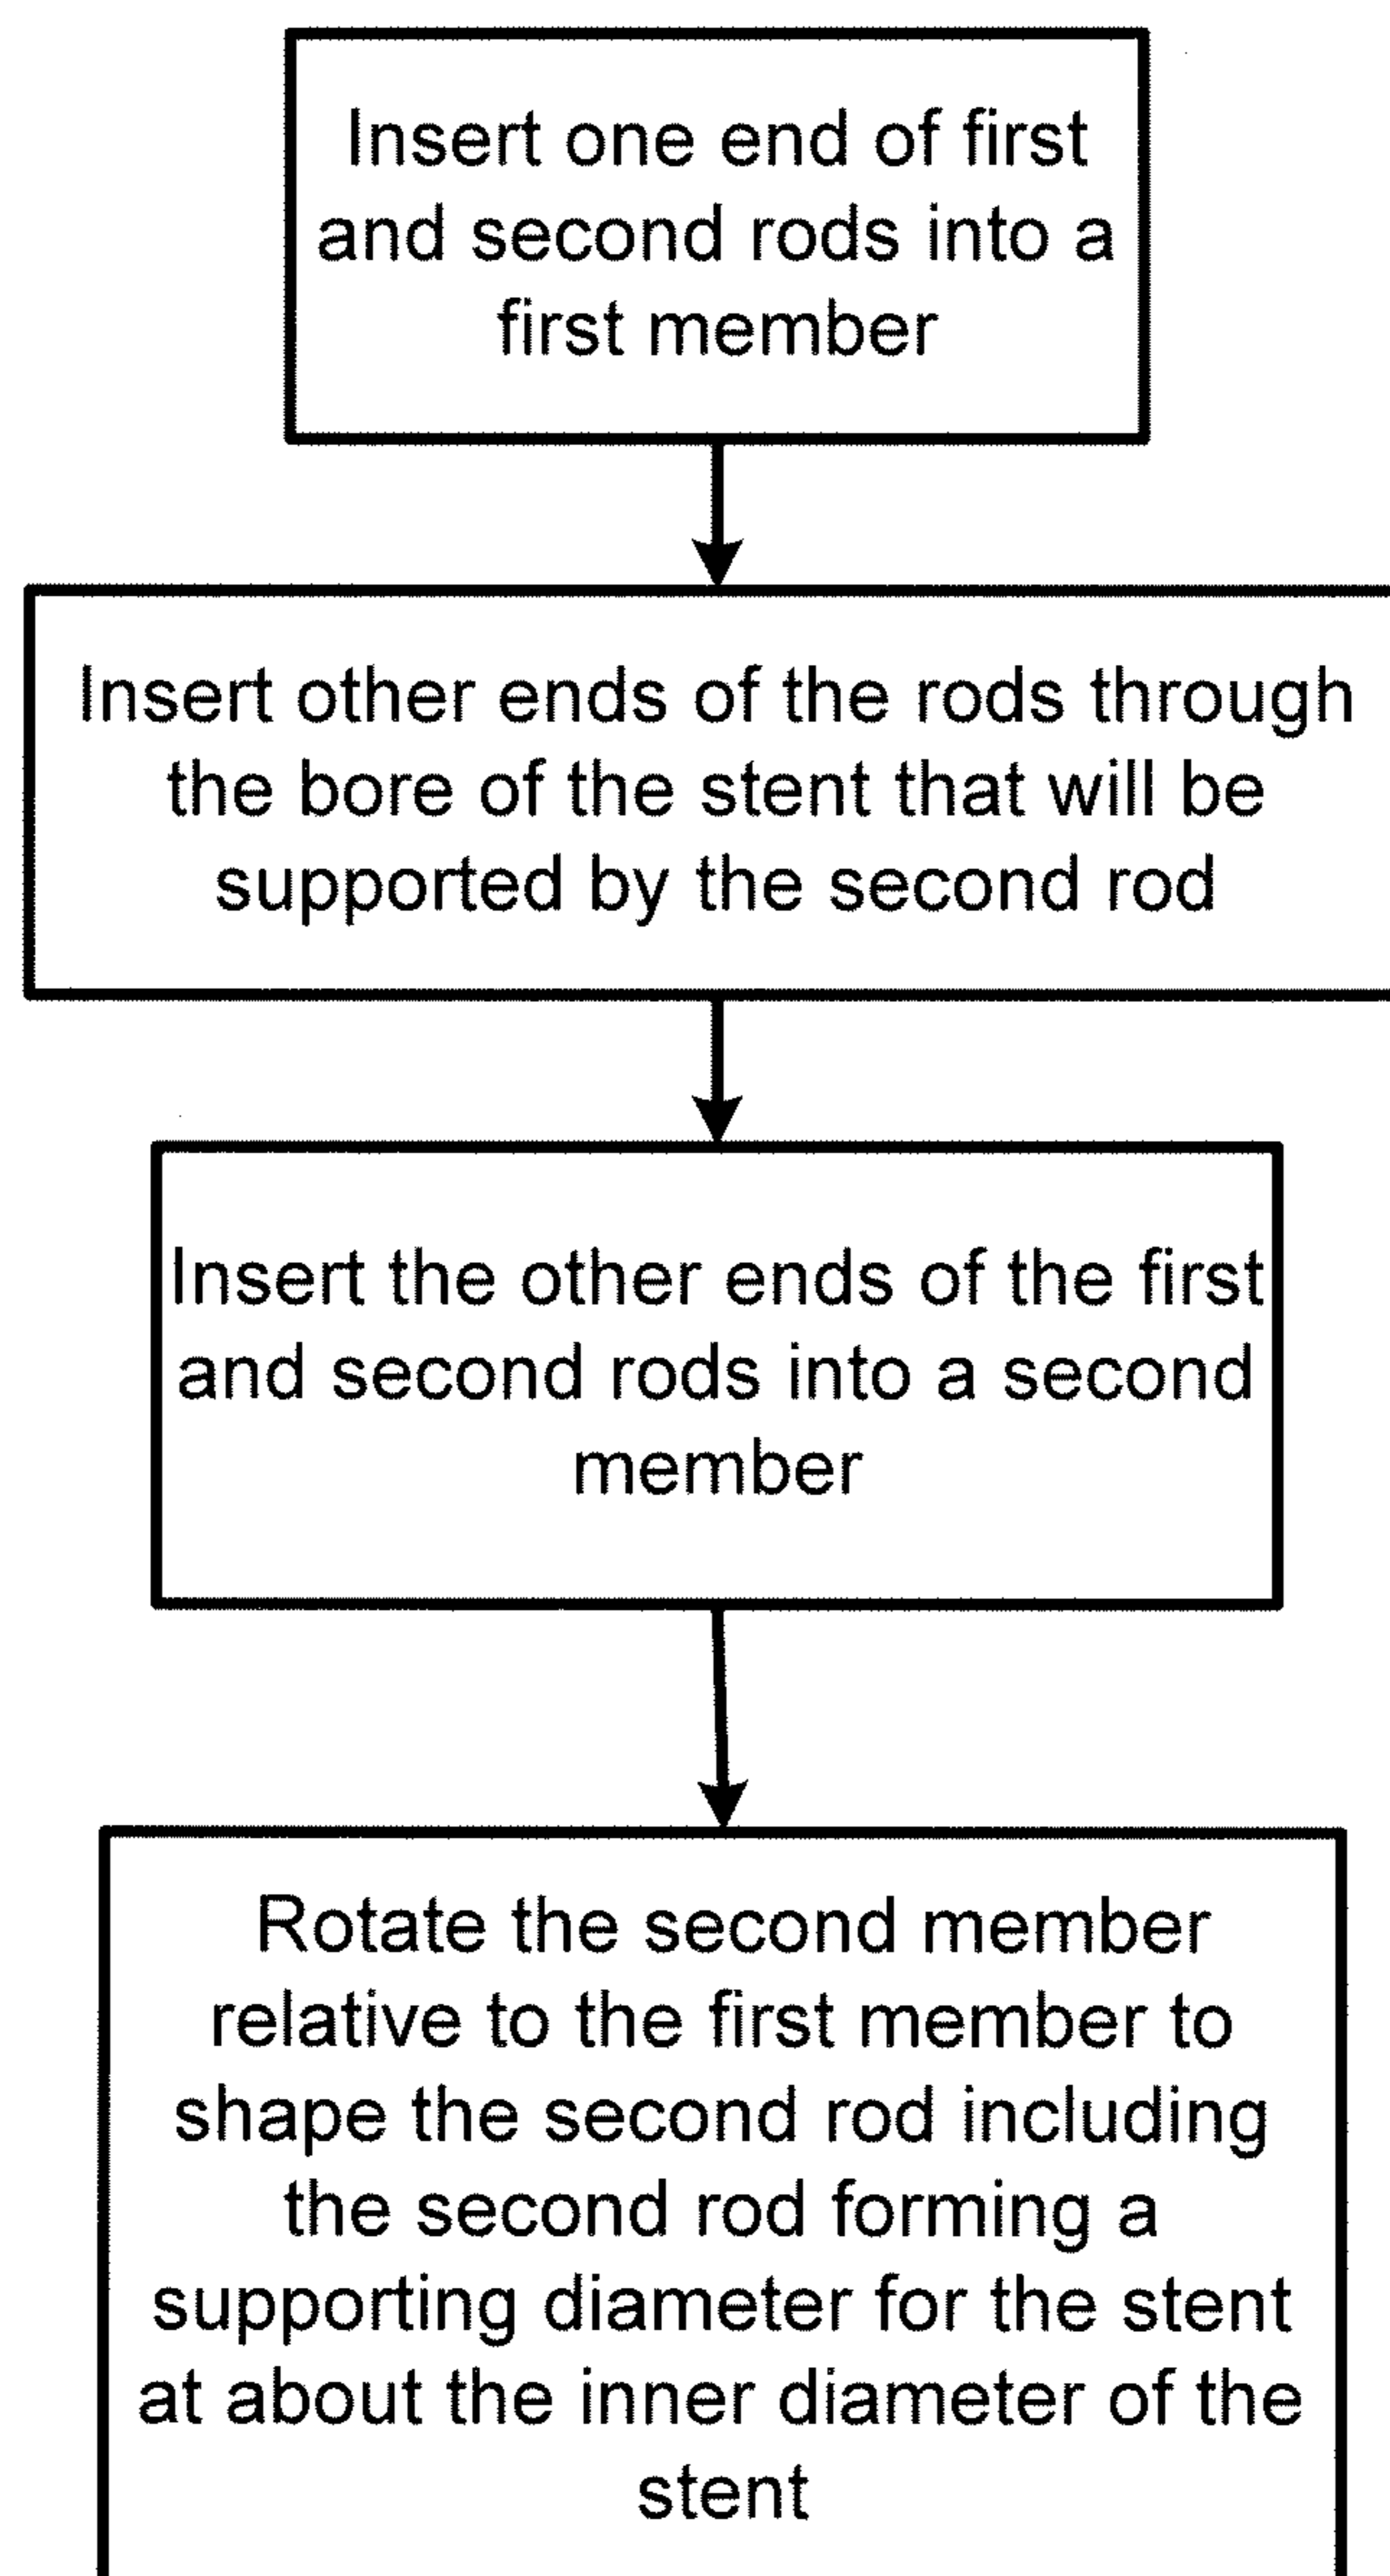 Insert one end of first
and second rods into a
first member
Insert other ends of the rods through
the bore of the stent that will be
supported by the second rod
Insert the other ends of the first
and second rods into a second
member
Rotate the second member
relative to the first member to
shape the second rod including
the second rod forming a
supporting diameter for the stent
at about the inner diameter of the
stent